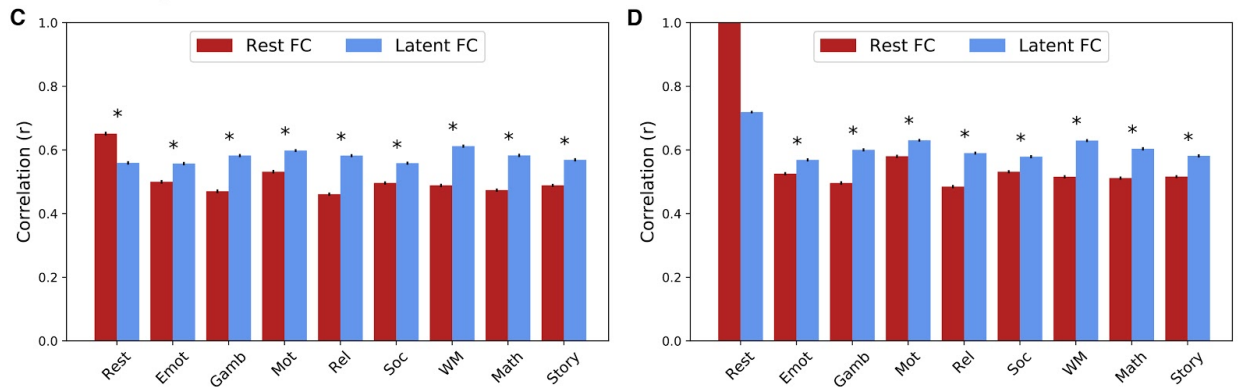 C
1.0
0.8
0.6
0.4
0.2
0.0
Correlation (r)
Rest FC
Latent FC
*
*
*
*
*
*
*
*
*
Rest
Emot
Gamb
Mot
Rel
Soc
WM
Math
Story
D
1.0
0.8
0.6
0.4
0.2
0.0
Correlation (r)
Rest FC
Latent FC
*
*
*
*
*
*
*
*
Rest
Emot
Gamb
Mot
Rel
Soc
WM
Math
Story